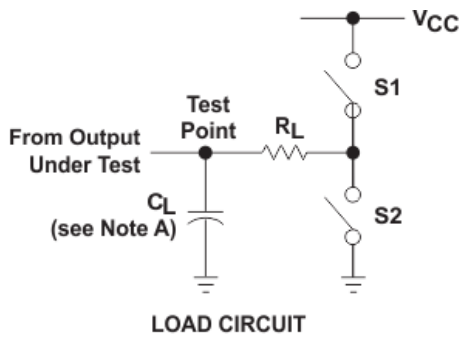 VCC
S1
Test
Point
RL
From Output
Under Test
CL
(see Note A)
S2
LOAD CIRCUIT